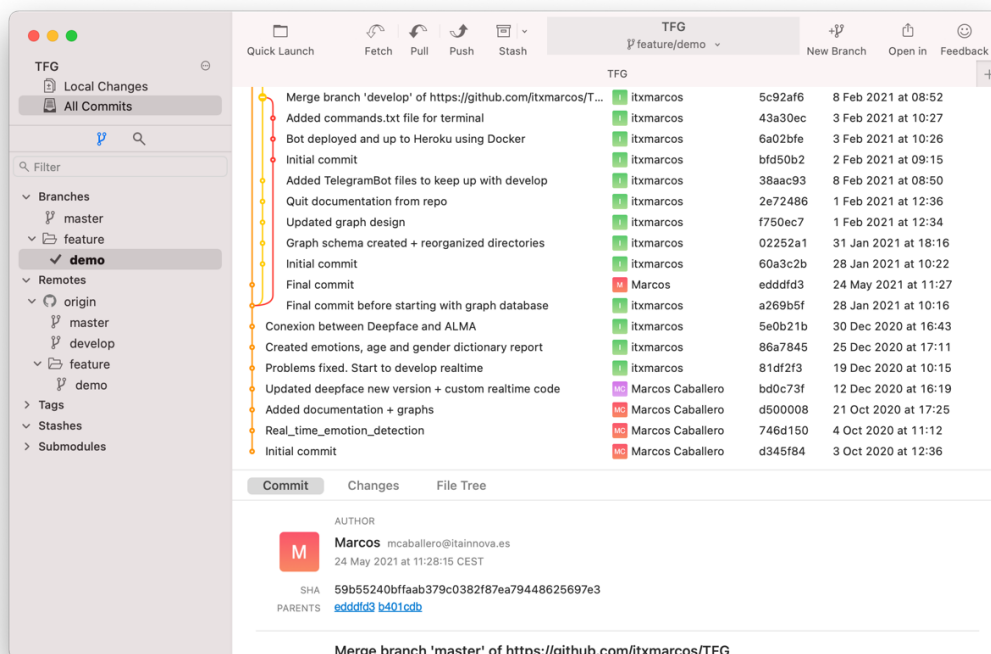 Quick Launch
Fetch
Pull
Push
Stash
TFG
feature/demo
New Branch
Open in
Feedback
TFG
TFG
Local Changes
All Commits
Filter
Branches
master
feature
demo
Remotes
origin
master
develop
feature
demo
Tags
Stashes
Submodules
Merge branch 'develop' of https://github.com/itxmarcos/T... I itxmarcos 5c92af6 8 Feb 2021 at 08:52
Added commands.txt file for terminal I itxmarcos 43a30ec 3 Feb 2021 at 10:27
Bot deployed and up to Heroku using Docker I itxmarcos 6a02bfe 3 Feb 2021 at 10:26
Initial commit I itxmarcos bfd50b2 2 Feb 2021 at 09:15
Added TelegramBot files to keep up with develop I itxmarcos 38aac93 8 Feb 2021 at 08:50
Quit documentation from repo I itxmarcos 2e72486 1 Feb 2021 at 12:36
Updated graph design I itxmarcos f750ec7 1 Feb 2021 at 12:34
Graph schema created + reorganized directories I itxmarcos 02252a1 31 Jan 2021 at 18:16
Initial commit I itxmarcos 60a3c2b 28 Jan 2021 at 10:22
Final commit M Marcos edddfd3 24 May 2021 at 11:27
Final commit before starting with graph database I itxmarcos a269b5f 28 Jan 2021 at 10:16
Conexion between Deepface and ALMA I itxmarcos 5e0b21b 30 Dec 2020 at 16:43
Created emotions, age and gender dictionary report I itxmarcos 86a7845 25 Dec 2020 at 17:11
Problems fixed. Start to develop realtime I itxmarcos 81df2f3 19 Dec 2020 at 10:15
Updated deepface new version + custom realtime code MC Marcos Caballero bd0c73f 12 Dec 2020 at 16:19
Added documentation + graphs MC Marcos Caballero d500008 21 Oct 2020 at 17:25
Real_time_emotion_detection MC Marcos Caballero 746d150 4 Oct 2020 at 11:12
Initial commit MC Marcos Caballero d345f84 3 Oct 2020 at 12:36
Commit Changes File Tree
AUTHOR
M
Marcos mcaballero@itainnova.es
24 May 2021 at 11:28:15 CEST
SHA 59b55240bffaab379c0382f87ea79448625697e3
PARENTS edddfd3 b401cdb
Merge branch 'master' of https://github.com/itxmarcos/TFG